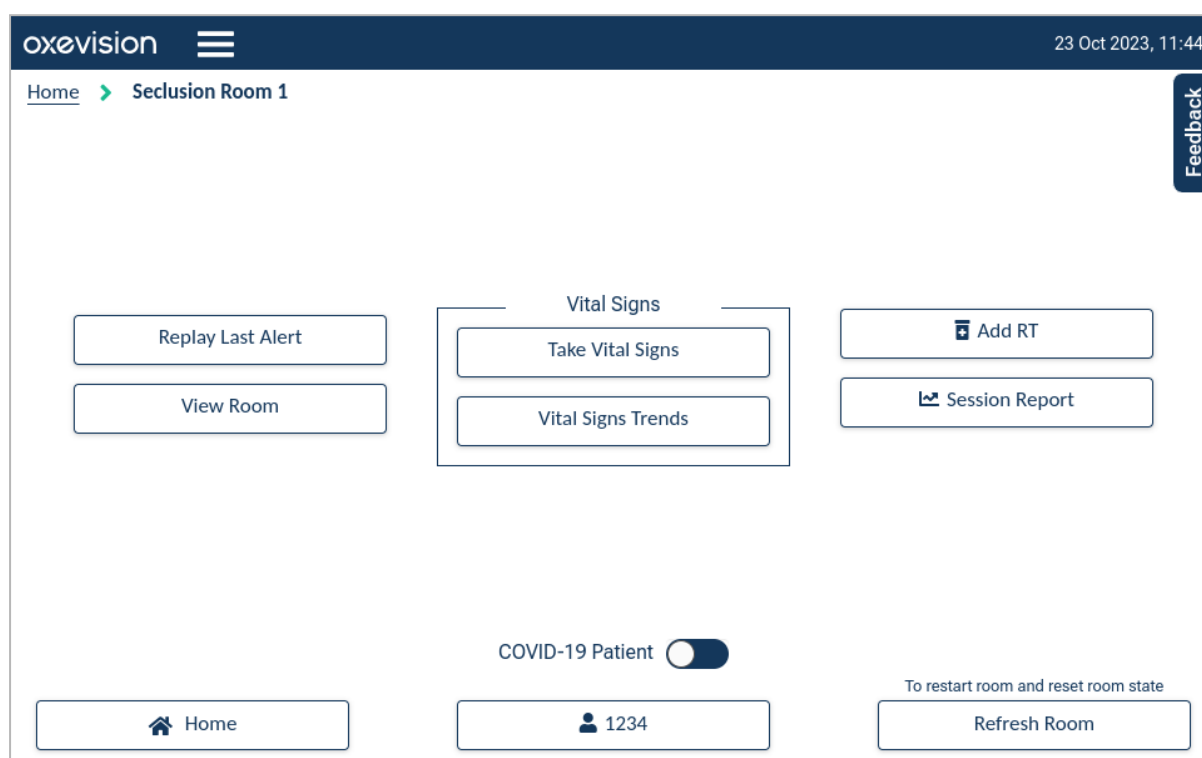 oxevision
23 Oct 2023, 11:44
Home Seclusion Room 1
Feedback
Vital Signs
Replay Last Alert
Take Vital Signs
Add RT
View Room
Vital Signs Trends
Session Report
COVID-19 Patient
To restart room and reset room state
Home
1234
Refresh Room